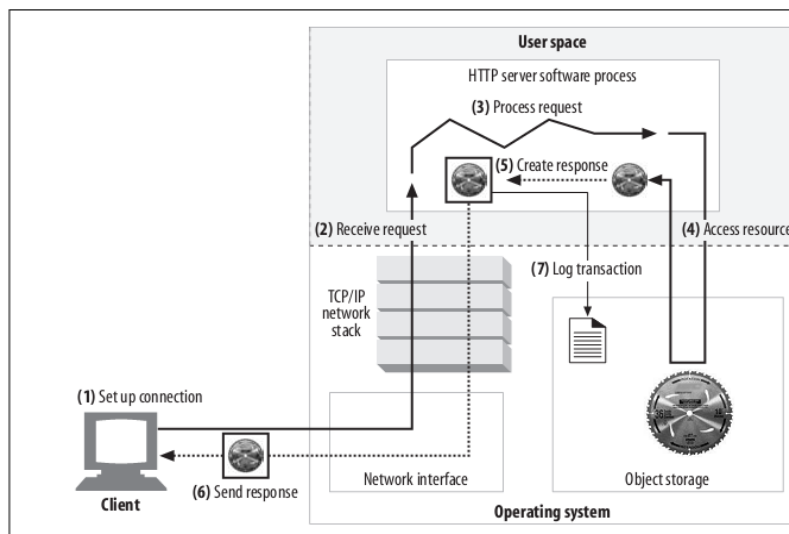 User space
HTTP server software process
(3) Process request
(5) Create response
(2) Receive request
(4) Access resource
(7) Log transaction
TCP/IP
network
stack
(1) Set up connection
(6) Send response
Client
Network interface
Object storage
Operating system